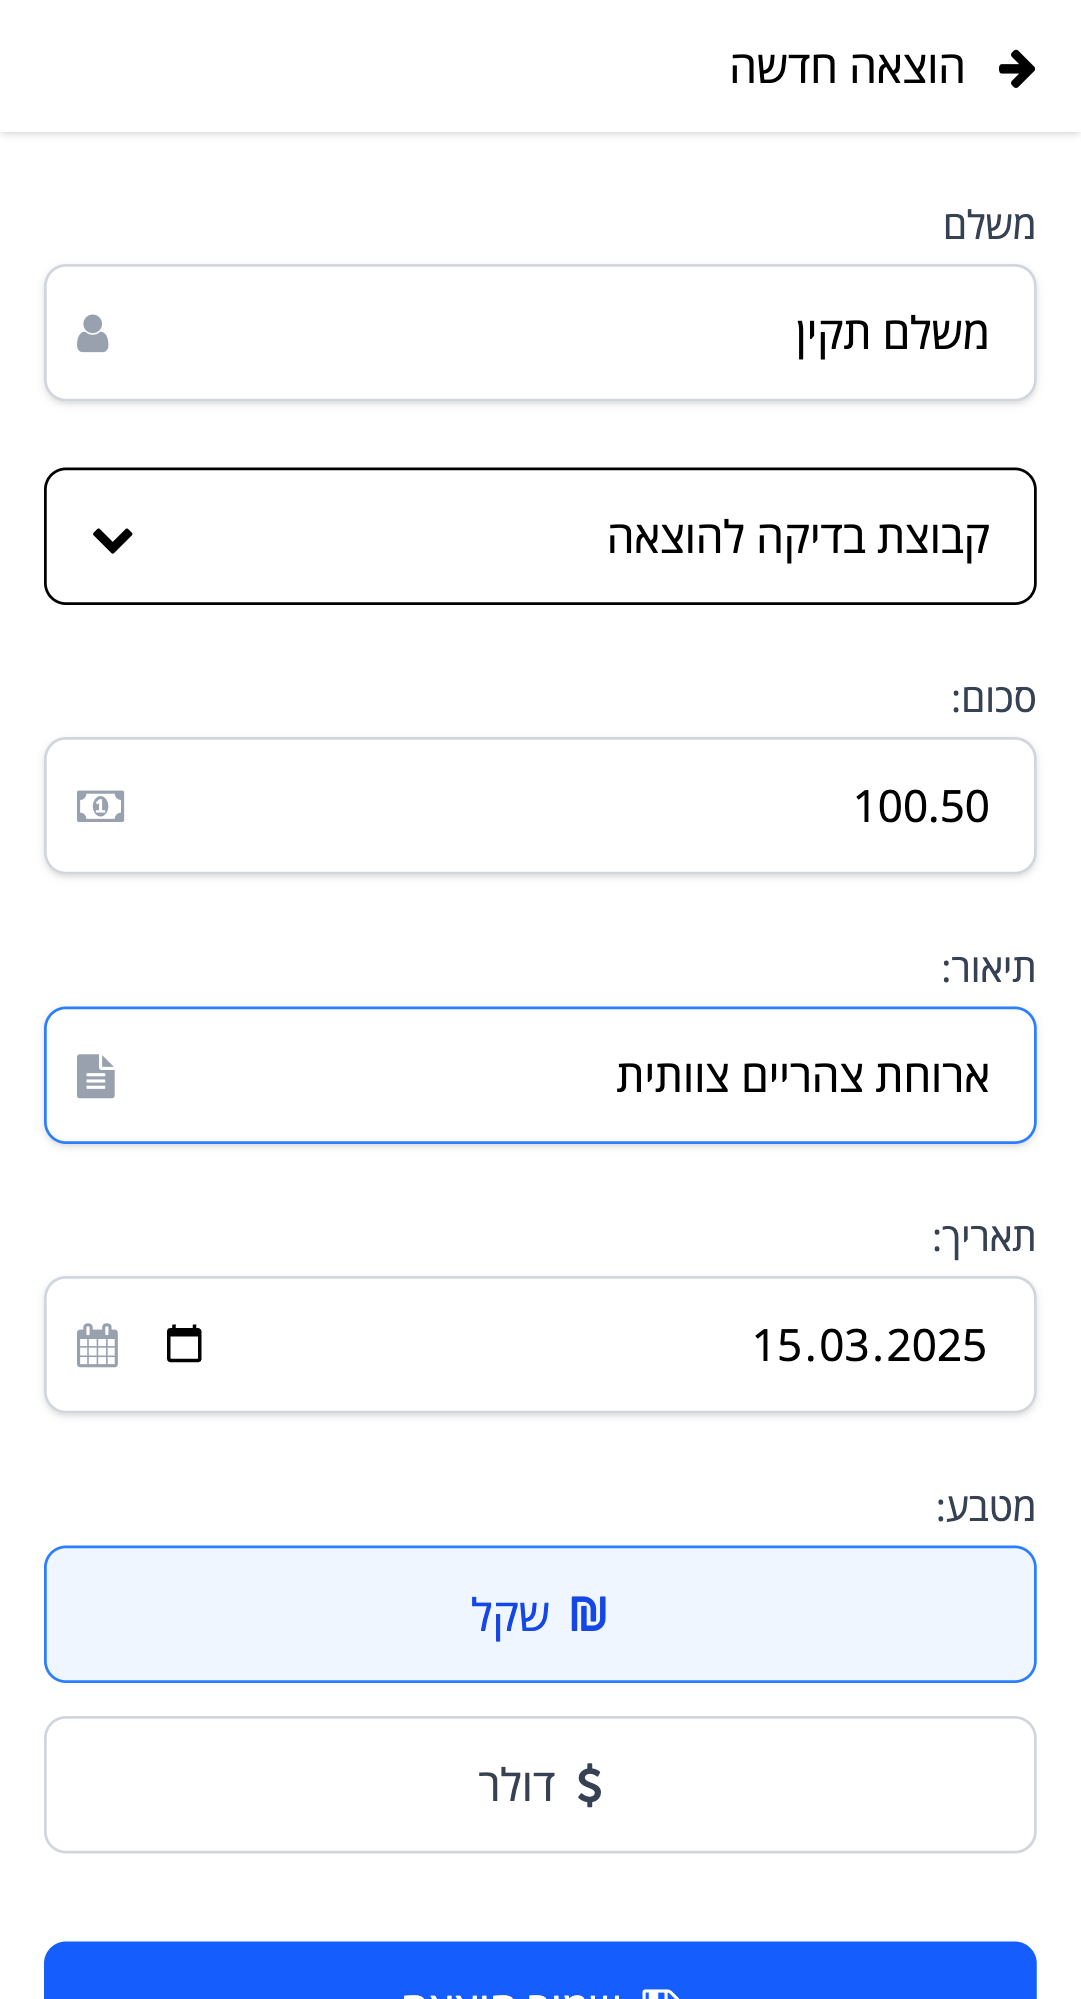 הוצאה חדשה
משלם
משלם תקין
קבוצת בדיקה להוצאה
סכום:
100.50
תיאור:
ארוחת צהריים צוותית
תאריך:
15.03.2025
מטבע:
₪ שקל
$ דולר